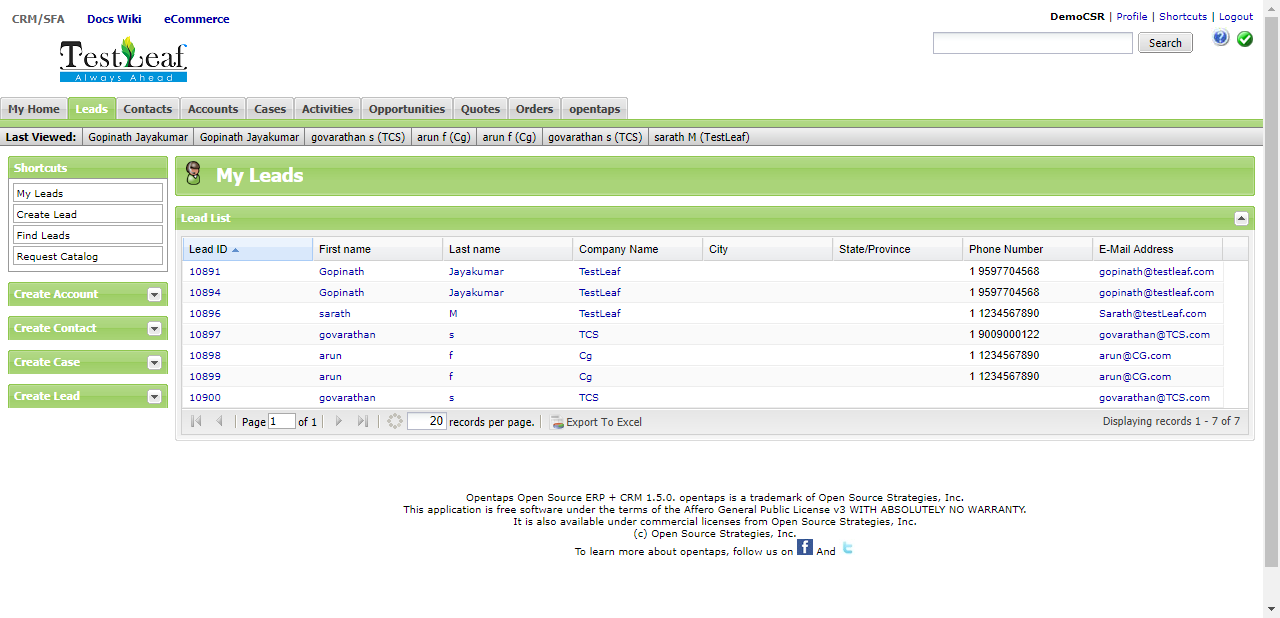 CRM/SFA Docs Wiki eCommerce
DemoCSR | Profile | Shortcuts | Logout
TestLeaf
Always Ahead
Search
My Home Leads Contacts Accounts Cases Activities Opportunities Quotes Orders opentaps
Last Viewed: Gopinath Jayakumar Gopinath Jayakumar govarathan s (TCS) arun f (Cg) arun f (Cg) govarathan s (TCS) sarath M (TestLeaf)
Shortcuts
My Leads
Create Lead
Find Leads
Request Catalog
Create Account
Create Contact
Create Case
Create Lead
My Leads
Lead List
Lead ID First name Last name Company Name City State/Province Phone Number E-Mail Address
10891 Gopinath Jayakumar TestLeaf 1 9597704568 gopinath@testleaf.com
10894 Gopinath Jayakumar TestLeaf 1 9597704568 gopinath@testleaf.com
10896 sarath M TestLeaf 1 1234567890 Sarath@testLeaf.com
10897 govarathan s TCS 1 9009000122 govarathan@TCS.com
10898 arun f Cg 1 1234567890 arun@CG.com
10899 arun f Cg 1 1234567890 arun@CG.com
10900 govarathan s TCS govarathan@TCS.com
Page 1 of 1 20 records per page. Export To Excel Displaying records 1 - 7 of 7
Opentaps Open Source ERP + CRM 1.5.0. opentaps is a trademark of Open Source Strategies, Inc.
This application is free software under the terms of the Affero General Public License v3 WITH ABSOLUTELY NO WARRANTY.
It is also available under commercial licenses from Open Source Strategies, Inc.
(c) Open Source Strategies, Inc.
To learn more about opentaps, follow us on f And t